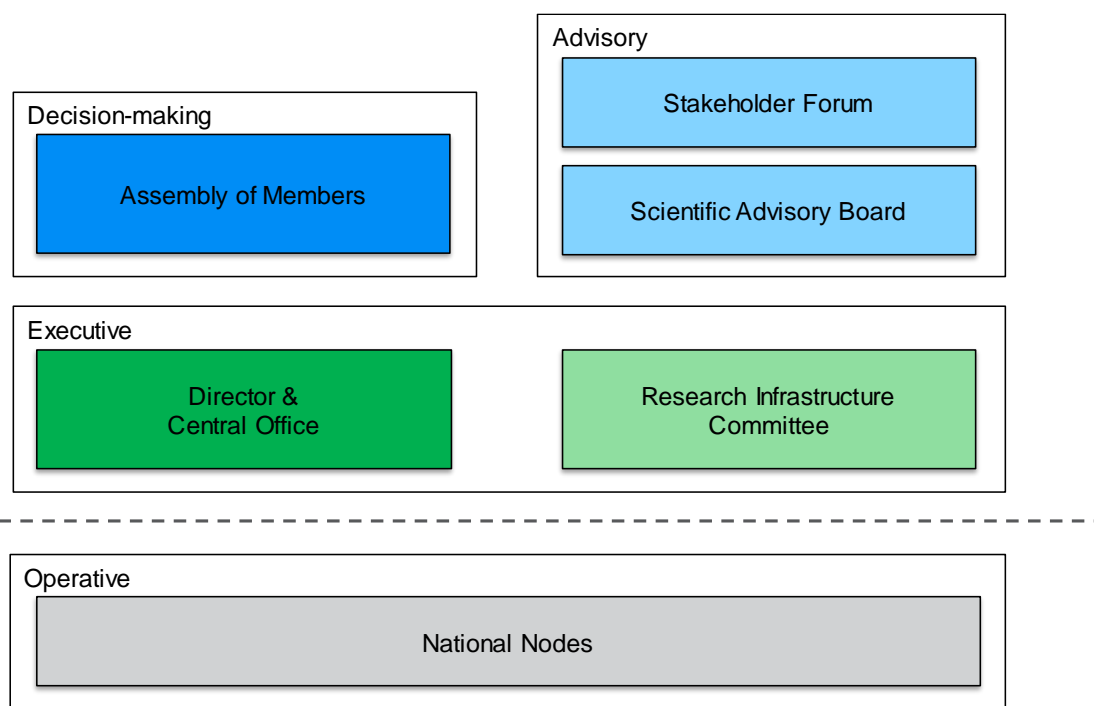 Advisory
Stakeholder Forum
Scientific Advisory Board
Decision-making
Assembly of Members
Executive
Director &
Central Office
Research Infrastructure
Committee
Operative
National Nodes